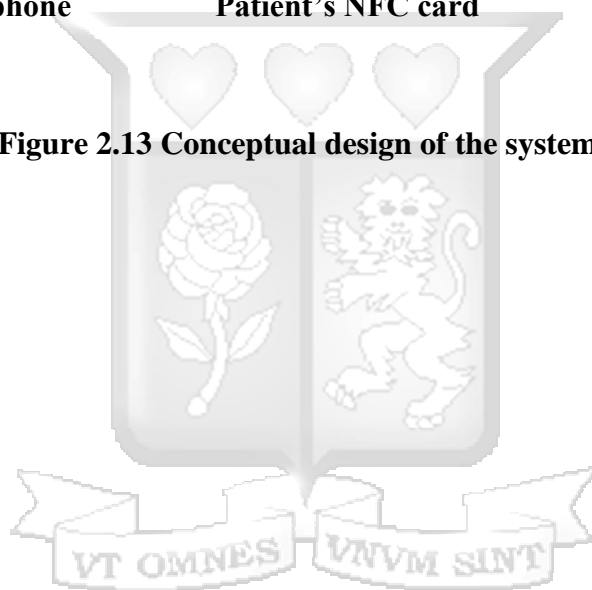 phone Patient's NFC card
Figure 2.13 Conceptual design of the system
VT OMNES VNVM SINT